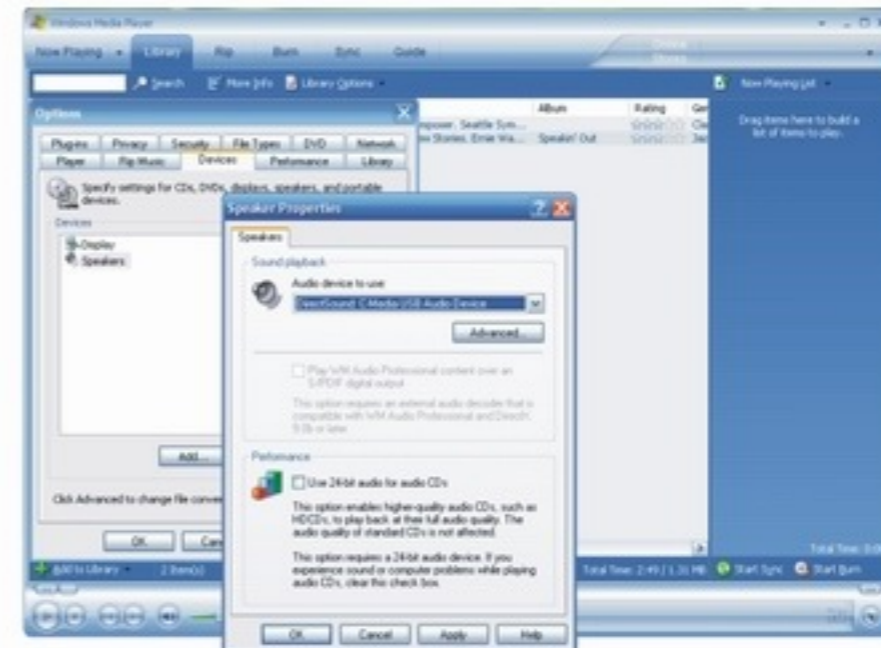 Windows Media Player
Now Playing
Library
Rip
Burn
Sync
Guide
Search
More Info
Library Options
Now Playing List
Options
Plug-ins Privacy Security File Types DVD Network
Player Rip Music Devices Performance Library
Specify settings for CDs, DVDs, displays, speakers, and portable
devices.
Devices
Display
Speakers
Add...
Click Advanced to change file
OK
Album
Rating
Speakin' Out
Drag items here to build a
list of items to play.
Speaker Properties
Speakers
Sound playback
Audio device to use
DirectSound: C-Media USB Audio Device
Advanced...
Play WM Audio Professional content over an
S/PDIF digital output
This option requires an external audio decoder that is
compatible with WM Audio Professional and DirectX
9.0b or later
Performance
Use 24-bit audio for audio CDs
This option enables higher-quality audio CDs, such as
HDCDs, to play back at their full audio quality. The
audio quality of standard CDs is not affected.
This option requires a 24-bit audio device. If you
experience sound or computer problems while playing
audio CDs, clear this check box.
OK Cancel Apply Help
Add to Library
Total Time: 2:49 / 1.31 MB
Start Sync
Start Burn